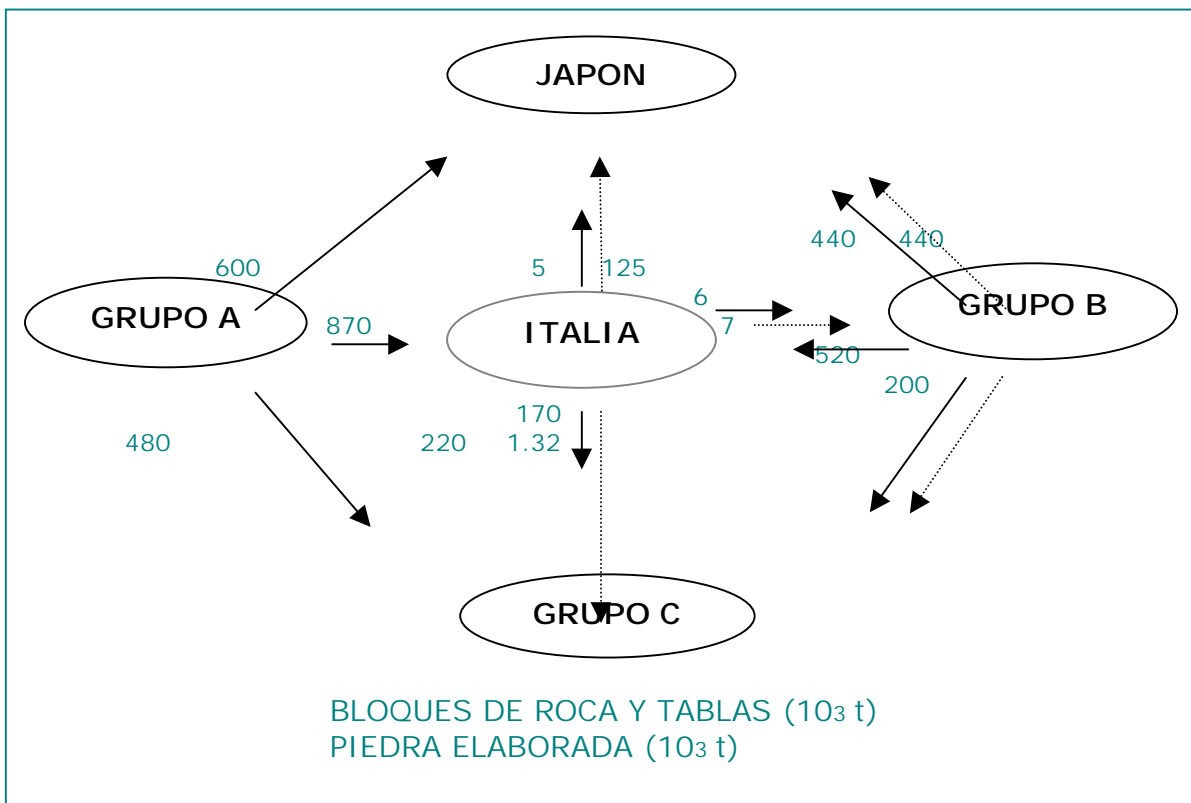 JAPON
440 440
600 5 125
6
GRUPO A ITALIA GRUPO B
870 7
520
200
170
480 220 1.32
GRUPO C
BLOQUES DE ROCA Y TABLAS (10³ t)
PIEDRA ELABORADA (10³ t)